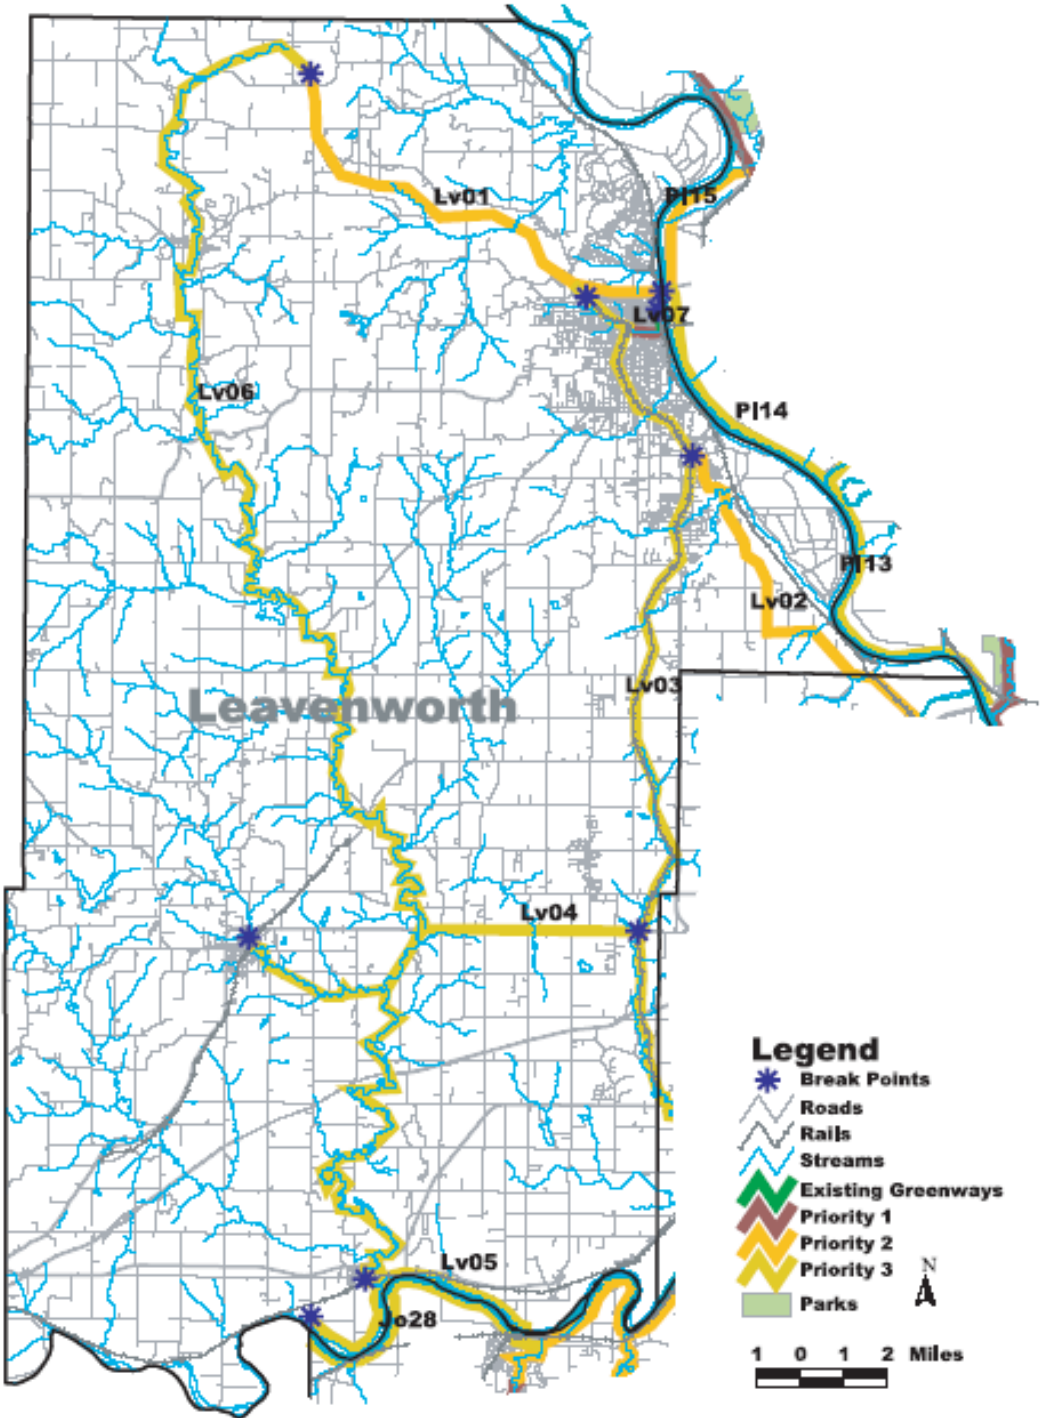 Lv01
Pl15
Lv07
Lv06
Pl14
Pl13
Lv02
Lv03
Leavenworth
Lv04
Lv05
Jo28
Legend
Break Points
Roads
Rails
Streams
Existing Greenways
Priority 1
Priority 2
Priority 3
Parks
N
1 0 1 2 Miles